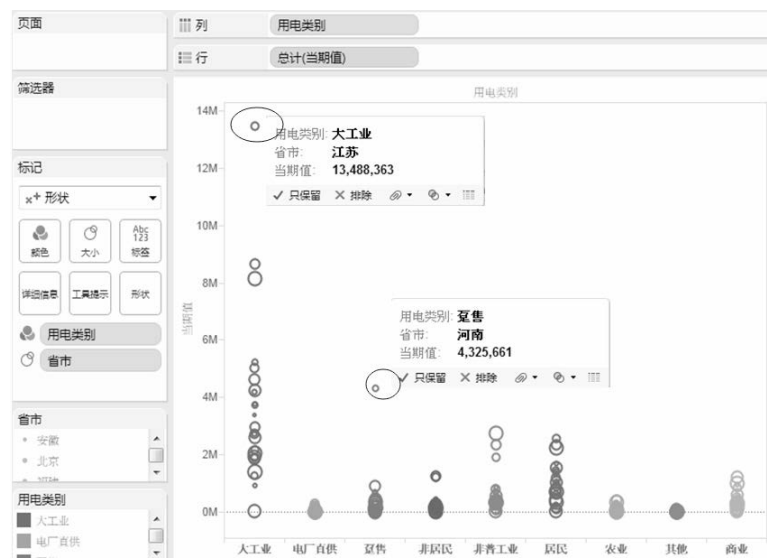 页面
筛选器
标记
×+ 形状
颜色
大小
Abc
123
标签
详细信息
工具提示
形状
用电类别
省市
省市
安徽
北京
用电类别
大工业
电厂直供
列
用电类别
行
总计(当期值)
用电类别
14M
12M
10M
8M
6M
4M
2M
0M
当期值
用电类别: 大工业
省市: 江苏
当期值: 13,488,363
只保留 排除
用电类别: 趸售
省市: 河南
当期值: 4,325,661
只保留 排除
大工业 电厂直供 趸售 非居民 非普工业 居民 农业 其他 商业